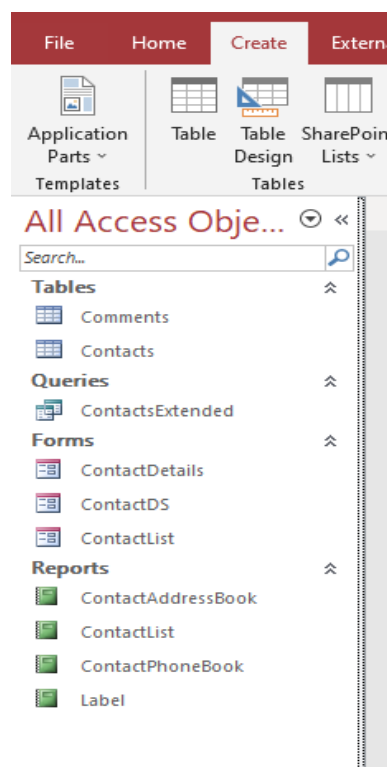 File Home Create Extern
Application Parts Table Table Design SharePoin Lists
Templates Tables
All Access Obje...
Search...
Tables
Comments
Contacts
Queries
ContactsExtended
Forms
ContactDetails
ContactDS
ContactList
Reports
ContactAddressBook
ContactList
ContactPhoneBook
Label